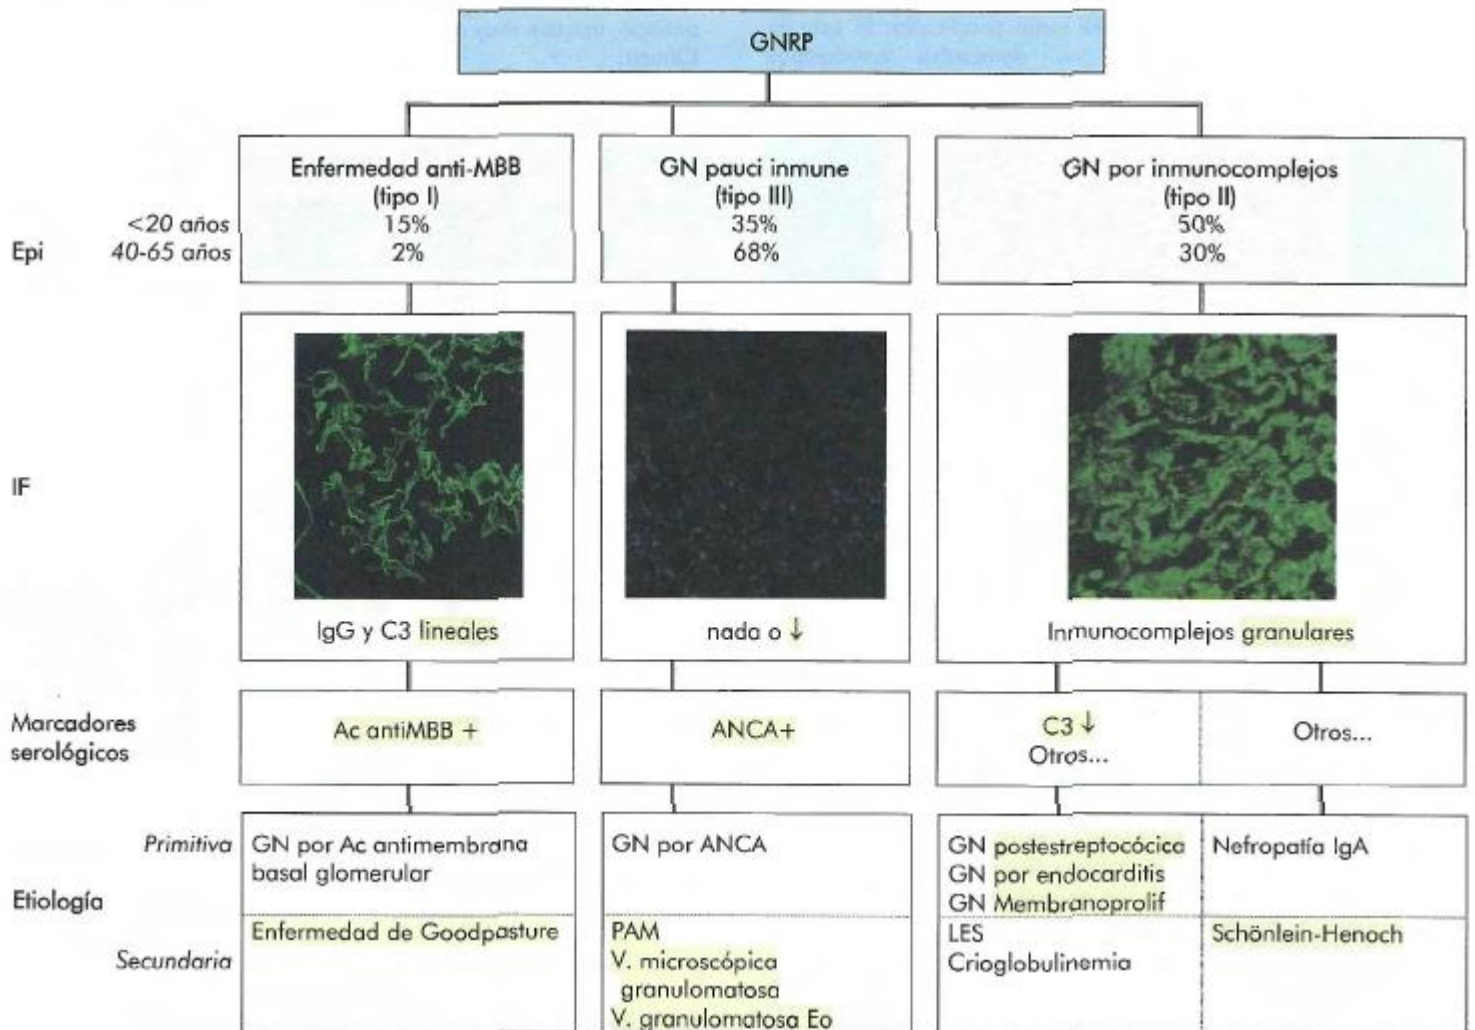 GNRP
Enfermedad anti-MBB
(tipo I)
GN pauci inmune
(tipo III)
GN por inmunocomplejos
(tipo II)
Epi
<20 años
15%
35%
50%
40-65 años
2%
68%
30%
IF
IgG y C3 lineales
nada o ↓
Inmunocomplejos granulares
Marcadores
serológicos
Ac antiMBB +
ANCA+
C3 ↓
Otros...
Otros...
Etiología
Primitiva
GN por Ac antimembrana
basal glomerular
GN por ANCA
GN postestreptocócica
GN por endocarditis
GN Membranoprolif
Nefropatía IgA
Secundaria
Enfermedad de Goodpasture
PAM
V. microscópica
granulomatosa
V. granulomatosa Eo
LES
Crioglobulinemia
Schönlein-Henoch